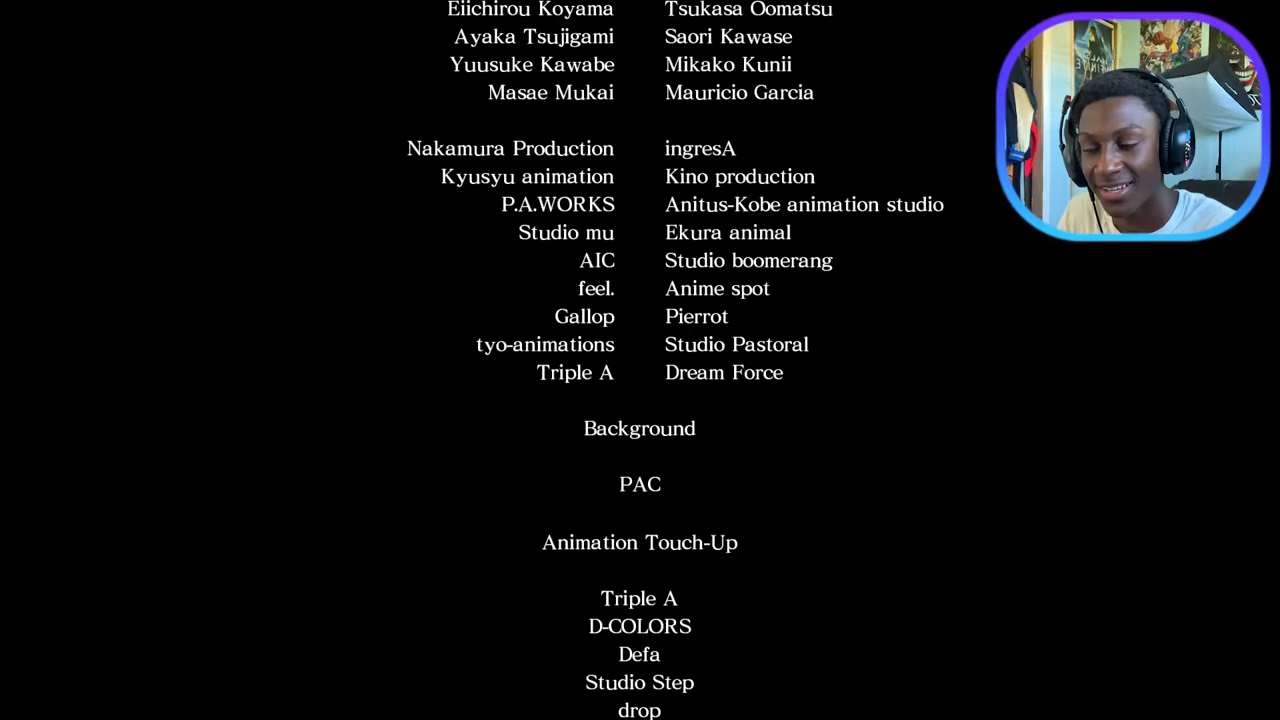 Eiichirou Koyama Tsukasa Oomatsu
Ayaka Tsujigami Saori Kawase
Yuusuke Kawabe Mikako Kunii
Masae Mukai Mauricio Garcia
Nakamura Production ingresA
Kyusyu animation Kino production
P.A.WORKS Anitus-Kobe animation studio
Studio mu Ekura animal
AIC Studio boomerang
feel. Anime spot
Gallop Pierrot
tyo-animations Studio Pastoral
Triple A Dream Force
Background
PAC
Animation Touch-Up
Triple A
D-COLORS
Defa
Studio Step
drop